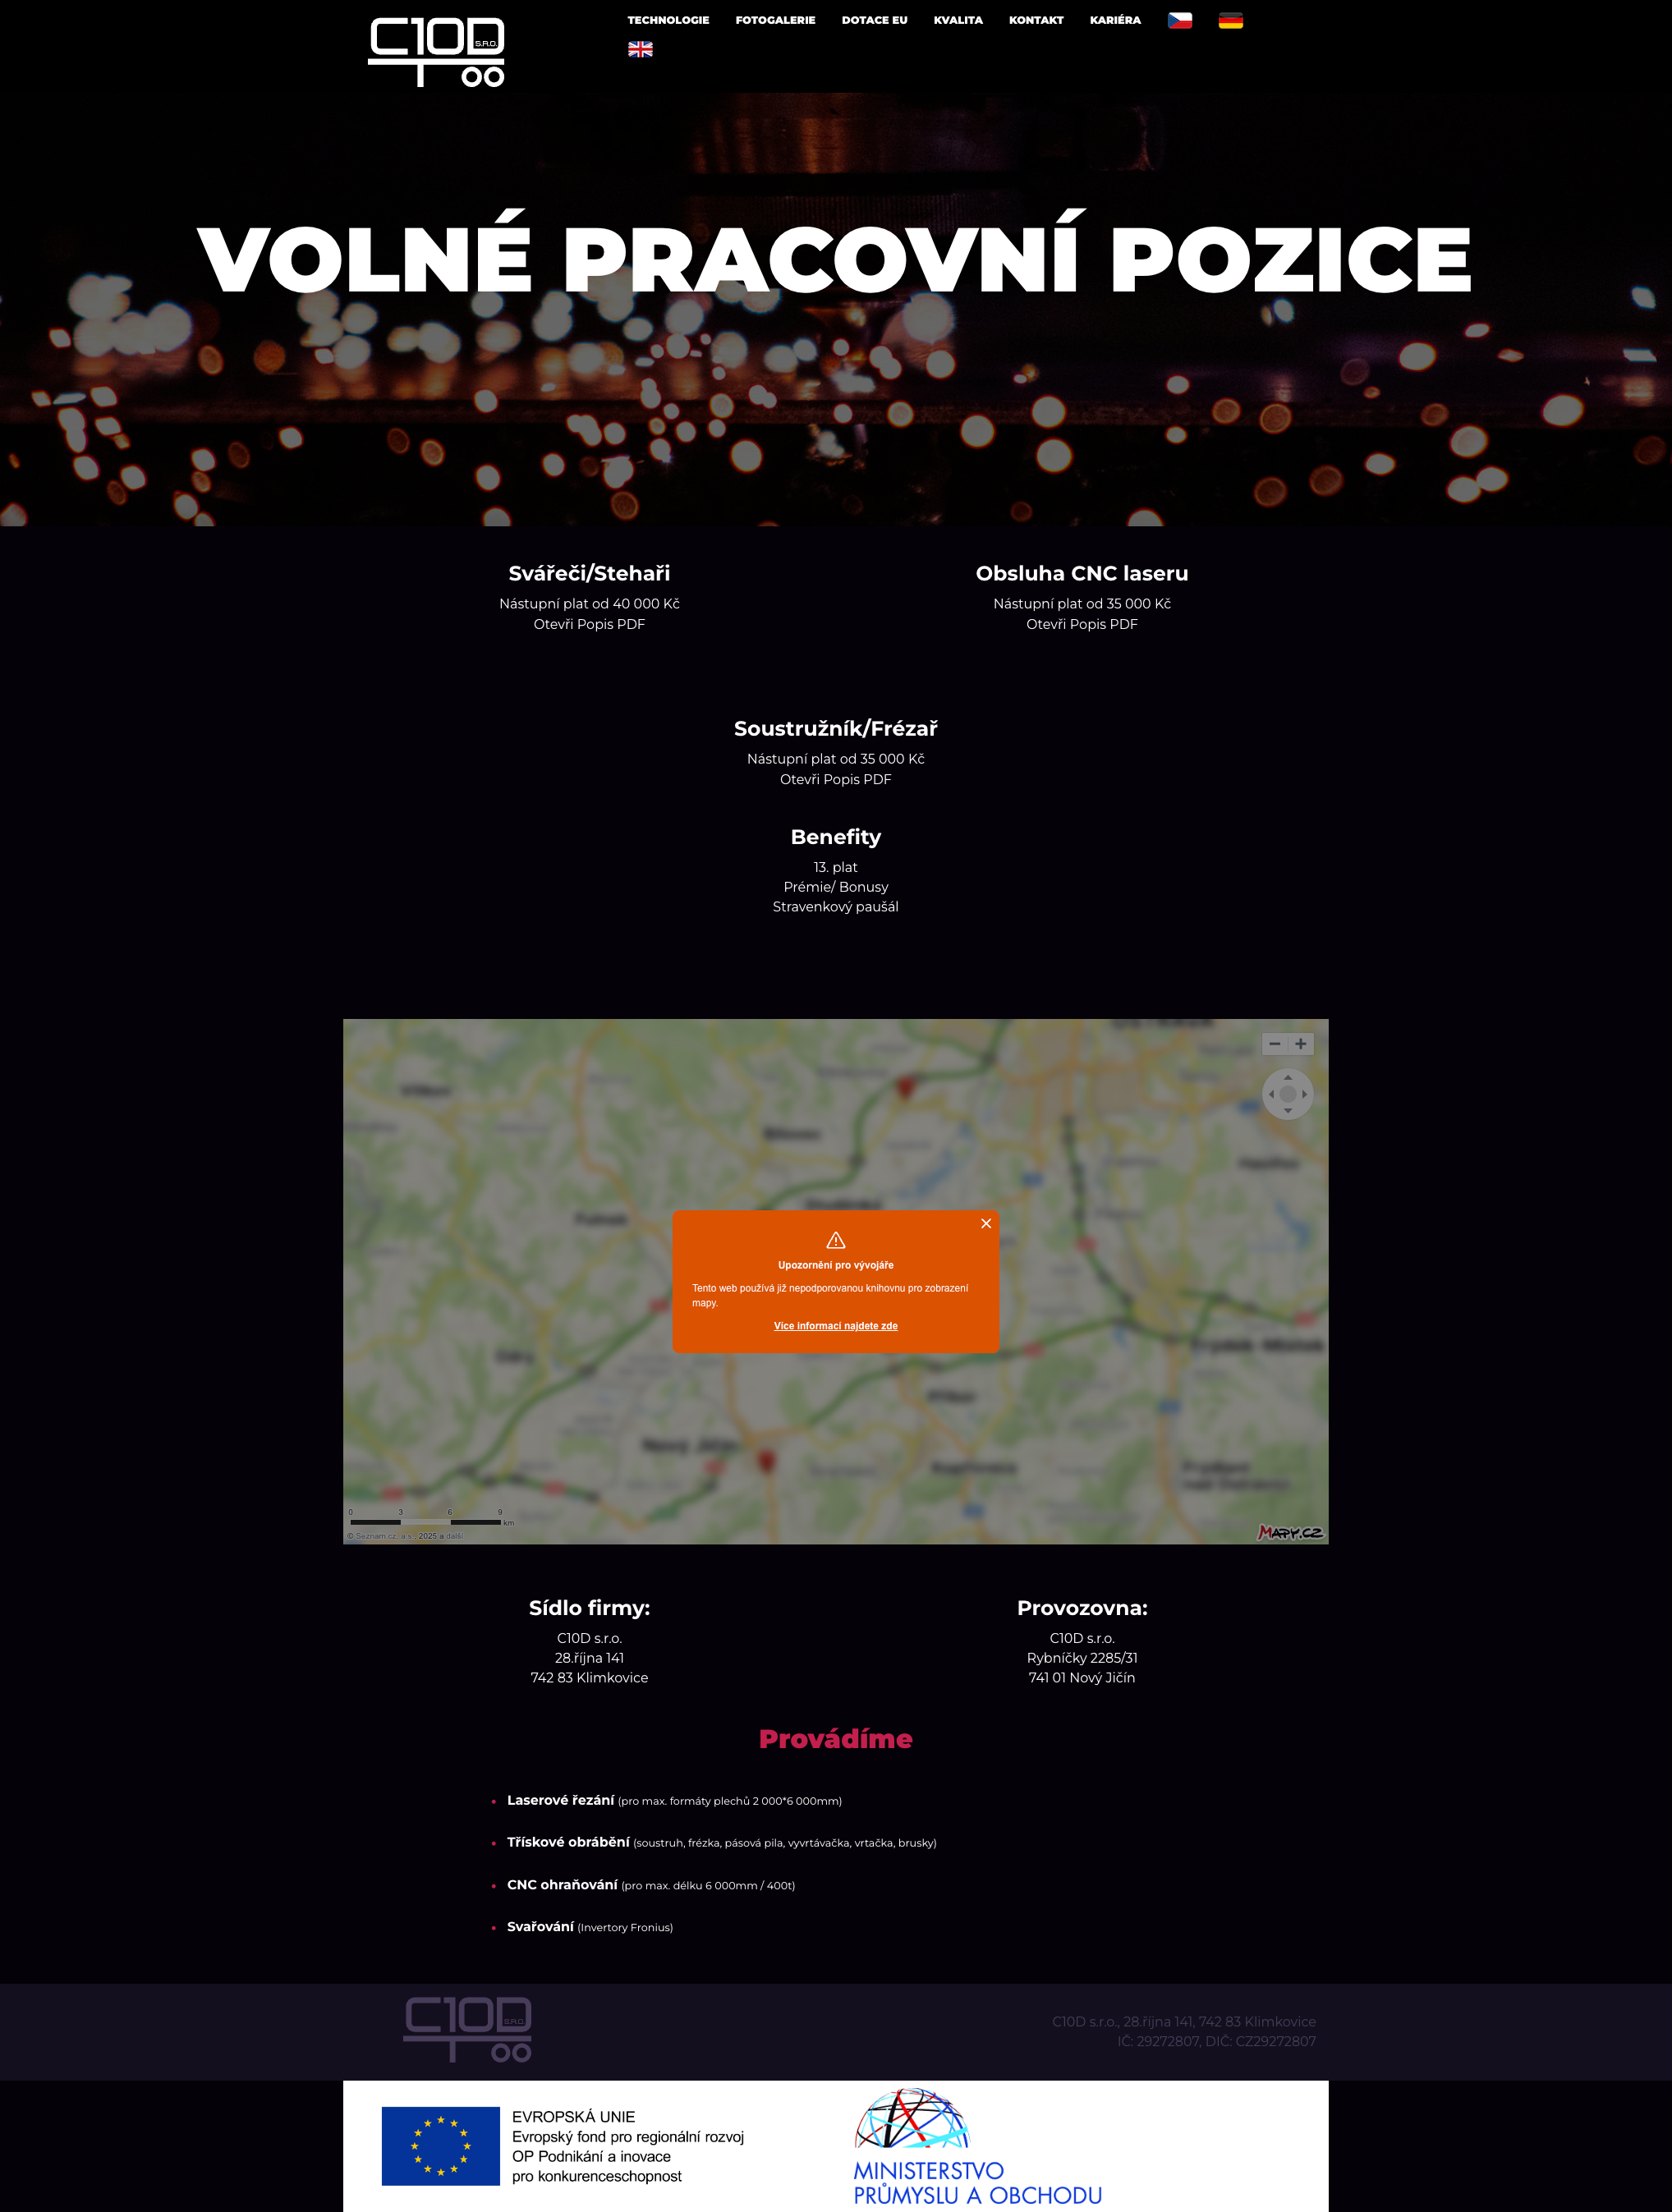 C10D
S.R.O.
TECHNOLOGIE FOTOGALERIE DOTACE EU KVALITA KONTAKT KARIÉRA
VOLNÉ PRACOVNÍ POZICE
Svářeči/Stehaři
Nástupní plat od 40 000 Kč
Otevři Popis PDF
Obsluha CNC laseru
Nástupní plat od 35 000 Kč
Otevři Popis PDF
Soustružník/Frézař
Nástupní plat od 35 000 Kč
Otevři Popis PDF
Benefity
13. plat
Prémie/ Bonusy
Stravenkový paušál
Upozornění pro vývojáře
Tento web používá již nepodporovanou knihovnu pro zobrazení
mapy.
Více informací najdete zde
Nový Jičín
0 3 6 9 km
© Seznam.cz, a.s., 2025 a další
Mapy.cz
Sídlo firmy:
C10D s.r.o.
28.října 141
742 83 Klimkovice
Provozovna:
C10D s.r.o.
Rybníčky 2285/31
741 01 Nový Jičín
Provádíme
Laserové řezání (pro max. formáty plechů 2 000*6 000mm)
Třískové obrábění (soustruh, frézka, pásová pila, vyvrtávačka, vrtačka, brusky)
CNC ohraňování (pro max. délku 6 000mm / 400t)
Svařování (Invertory Fronius)
C10D
S.R.O.
C10D s.r.o., 28.října 141, 742 83 Klimkovice
IČ: 29272807, DIČ: CZ29272807
EVROPSKÁ UNIE
Evropský fond pro regionální rozvoj
OP Podnikání a inovace
pro konkurenceschopnost
MINISTERSTVO
PRŮMYSLU A OBCHODU